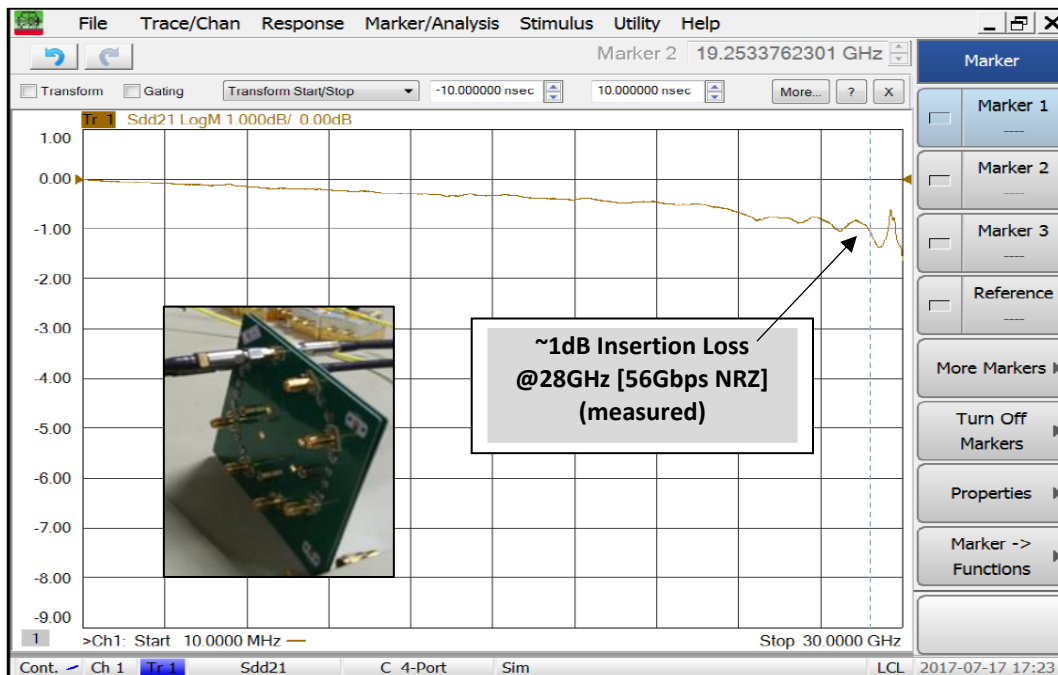 File Trace/Chan Response Marker/Analysis Stimulus Utility Help
Marker 2 19.2533762301 GHz
Transform Gating Transform Start/Stop -10.000000 nsec 10.000000 nsec More... ? X
Tr 1 Sdd21 LogM 1.000dB/ 0.00dB
1.00
0.00
-1.00
-2.00
-3.00
-4.00
-5.00
-6.00
-7.00
-8.00
-9.00
~1dB Insertion Loss
@28GHz [56Gbps NRZ]
(measured)
1 >Ch1: Start 10.0000 MHz
Stop 30.0000 GHz
Marker
Marker 1
----
Marker 2
----
Marker 3
----
Reference
----
More Markers
Turn Off
Markers
Properties
Marker ->
Functions
Cont. Ch 1 Tr 1 Sdd21 C 4-Port Sim LCL 2017-07-17 17:23